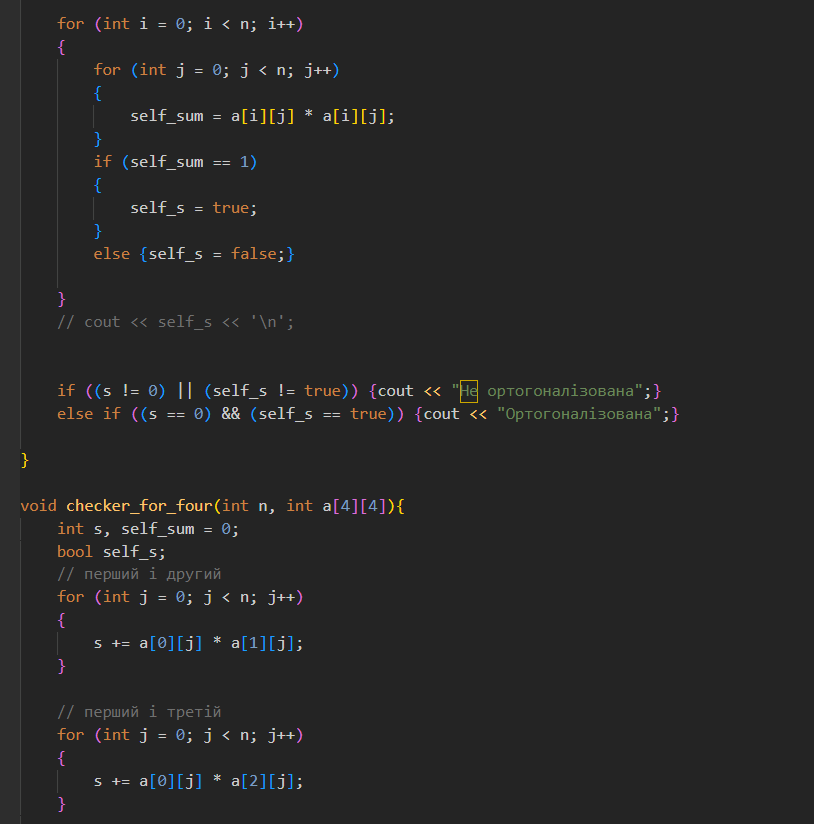 for (int i = 0; i < n; i++)
{
for (int j = 0; j < n; j++)
{
self_sum = a[i][j] * a[i][j];
}
if (self_sum == 1)
{
self_s = true;
}
else {self_s = false;}
}
// cout << self_s << '\n';
if ((s != 0) || (self_s != true)) {cout << "Не ортогоналізована";}
else if ((s == 0) && (self_s == true)) {cout << "Ортогоналізована";}
}
void checker_for_four(int n, int a[4][4]){
int s, self_sum = 0;
bool self_s;
// перший і другий
for (int j = 0; j < n; j++)
{
s += a[0][j] * a[1][j];
}
// перший і третій
for (int j = 0; j < n; j++)
{
s += a[0][j] * a[2][j];
}